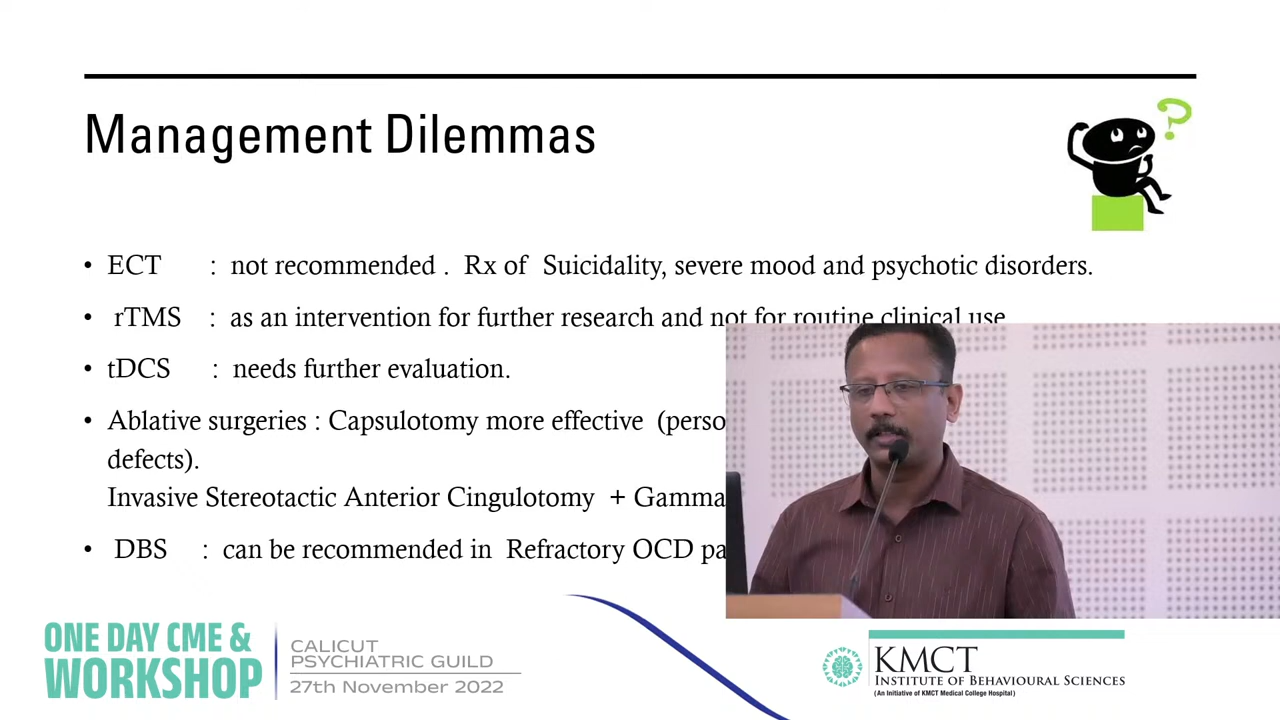 Management Dilemmas
?
• ECT : not recommended . Rx of Suicidality, severe mood and psychotic disorders.
• rTMS : as an intervention for further research and not for routine clinical use
• tDCS : needs further evaluation.
• Ablative surgeries : Capsulotomy more effective (perso
defects).
Invasive Stereotactic Anterior Cingulotomy + Gamma
• DBS : can be recommended in Refractory OCD pa
ONE DAY CME &
WORKSHOP
CALICUT
PSYCHIATRIC GUILD
27th November 2022
KMCT
INSTITUTE OF BEHAVIOURAL SCIENCES
(An Initiative of KMCT Medical College Hospital)